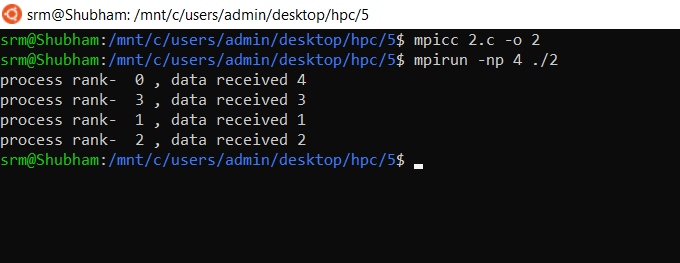 srm@Shubham: /mnt/c/users/admin/desktop/hpc/5
srm@Shubham:/mnt/c/users/admin/desktop/hpc/5$ mpicc 2.c -o 2
srm@Shubham:/mnt/c/users/admin/desktop/hpc/5$ mpirun -np 4 ./2
process rank-  0 , data received 4
process rank-  3 , data received 3
process rank-  1 , data received 1
process rank-  2 , data received 2
srm@Shubham:/mnt/c/users/admin/desktop/hpc/5$